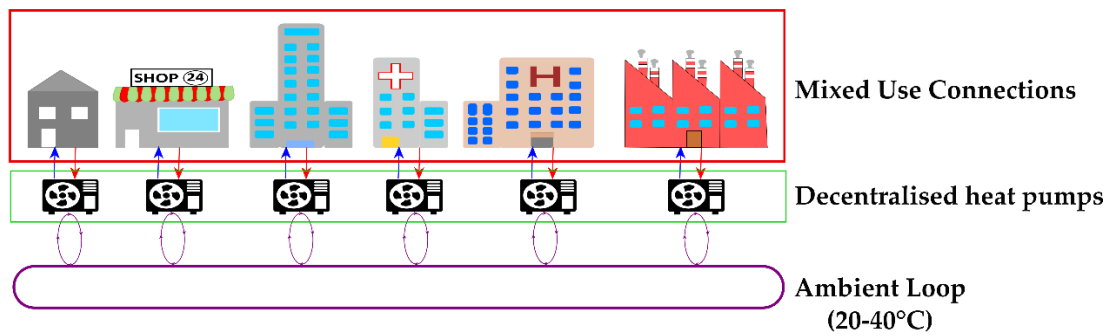 SHOP 24
H
Mixed Use Connections
Decentralised heat pumps
Ambient Loop
(20-40°C)